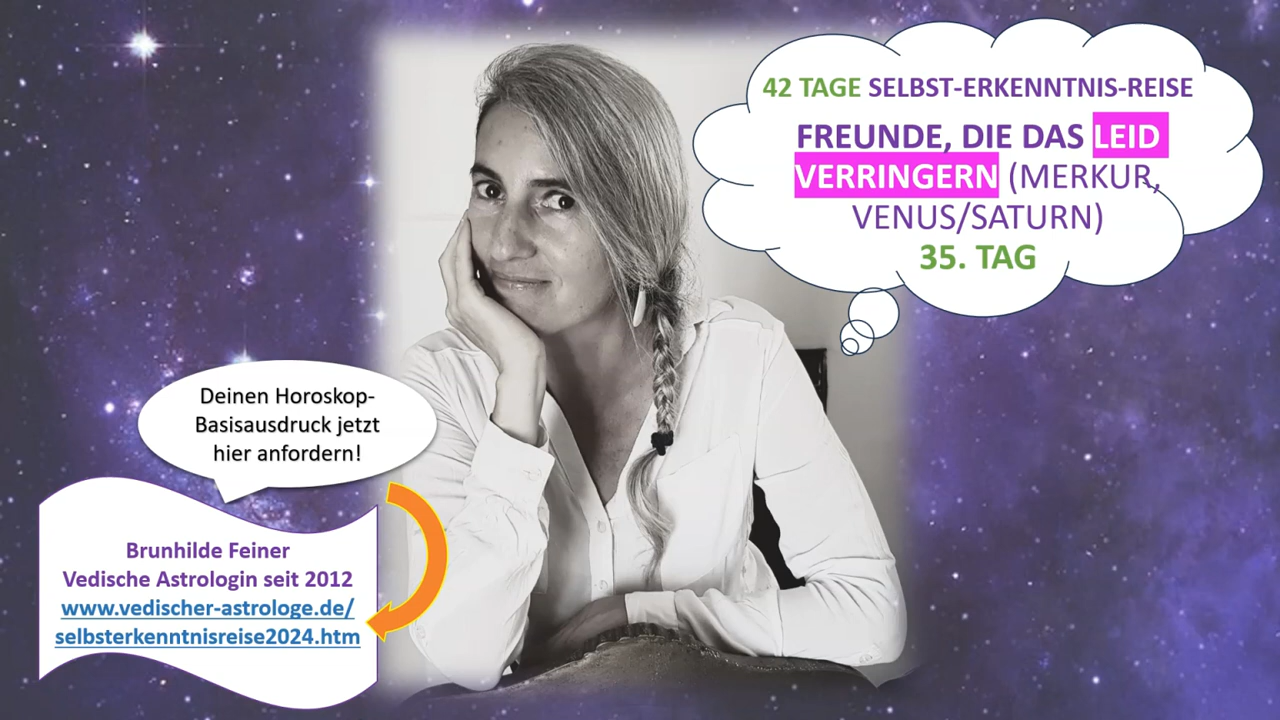 42 TAGE SELBST-ERKENNTNIS-REISE
FREUNDE, DIE DAS LEID
VERRINGERN (MERKUR,
VENUS/SATURN)
35. TAG
Deinen Horoskop-
Basisausdruck jetzt
hier anfordern!
Brunhilde Feiner
Vedische Astrologin seit 2012
www.vedischer-astrologe.de/
selbsterkenntnisreise2024.htm